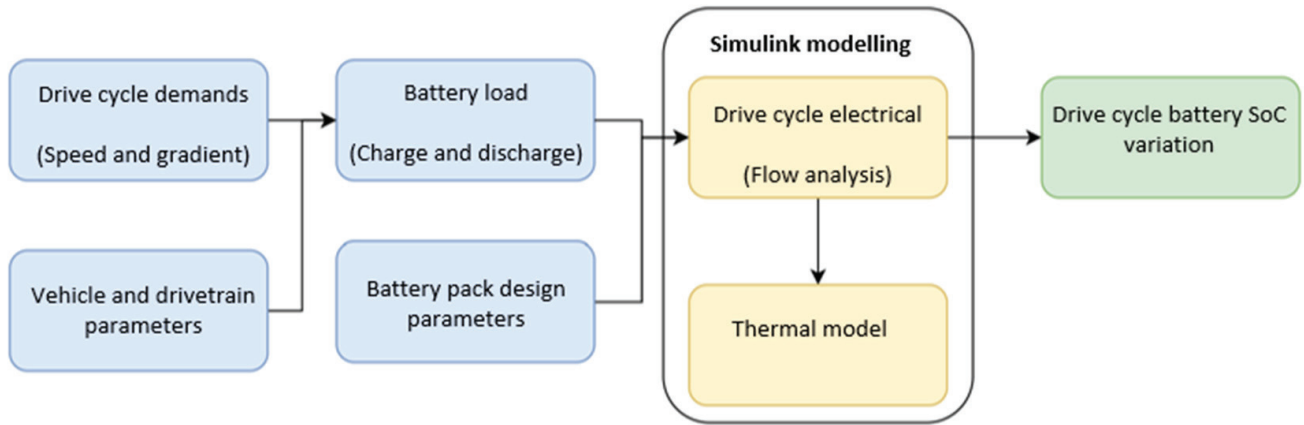 Simulink modelling
Drive cycle demands
(Speed and gradient)
Battery load
(Charge and discharge)
Drive cycle electrical
(Flow analysis)
Drive cycle battery SoC
variation
Vehicle and drivetrain
parameters
Battery pack design
parameters
Thermal model